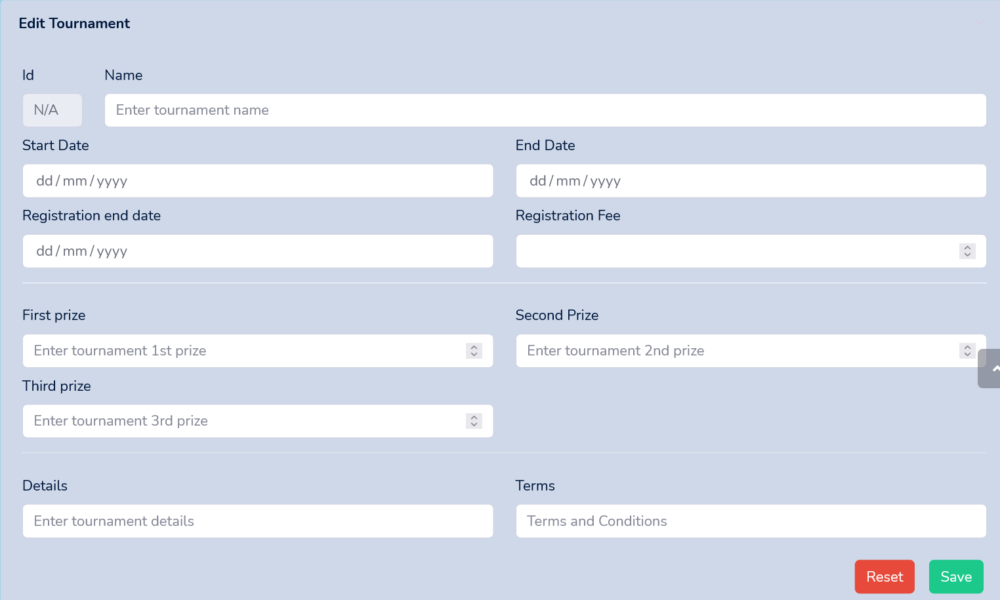 Edit Tournament
Id Name
N/A Enter tournament name
Start Date End Date
dd/mm/yyyy dd/mm/yyyy
Registration end date Registration Fee
dd/mm/yyyy
First prize Second Prize
Enter tournament 1st prize Enter tournament 2nd prize
Third prize
Enter tournament 3rd prize
Details Terms
Enter tournament details Terms and Conditions
Reset Save